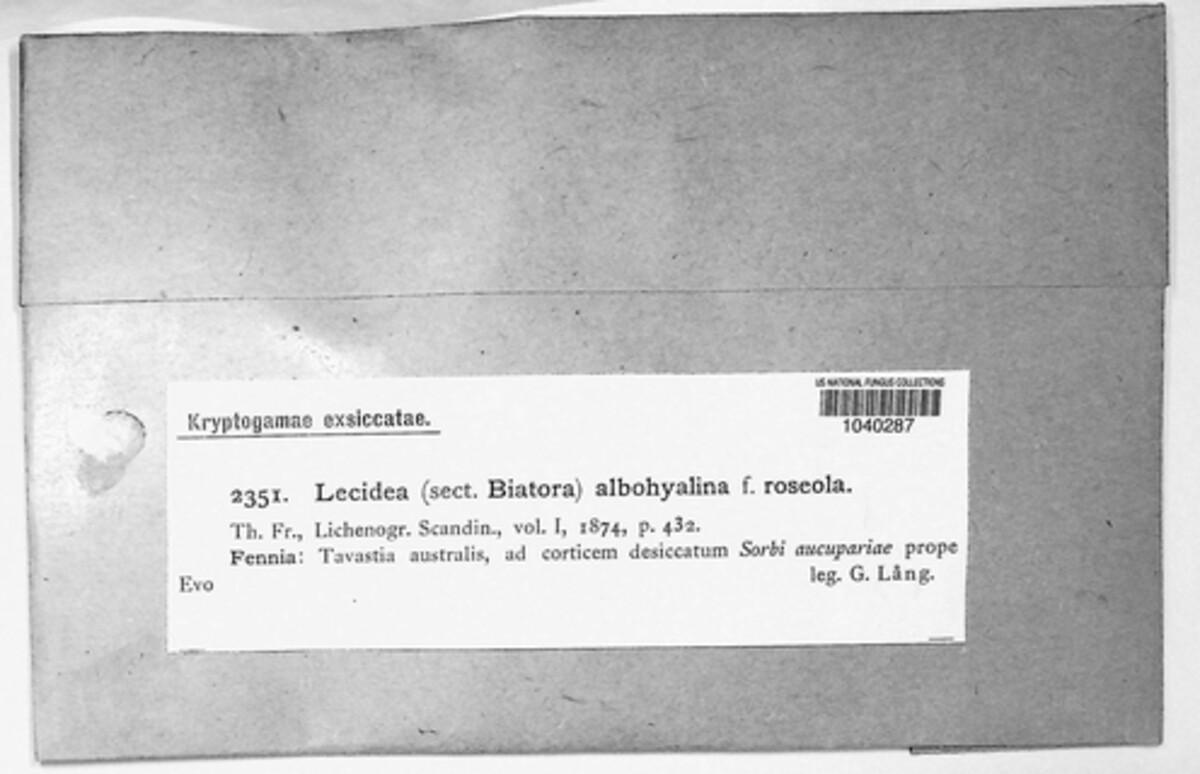 US NATIONAL FUNGUS COLLECTIONS
1040287
Kryptogamae exsiccatae.
2351. Lecidea (sect. Biatora) albohyalina f. roseola.
Th. Fr., Lichenogr. Scandin., vol. I, 1874, p. 432.
Fennia: Tavastia australis, ad corticem desiccatum Sorbi aucupariae prope
Evo leg. G. Lång.